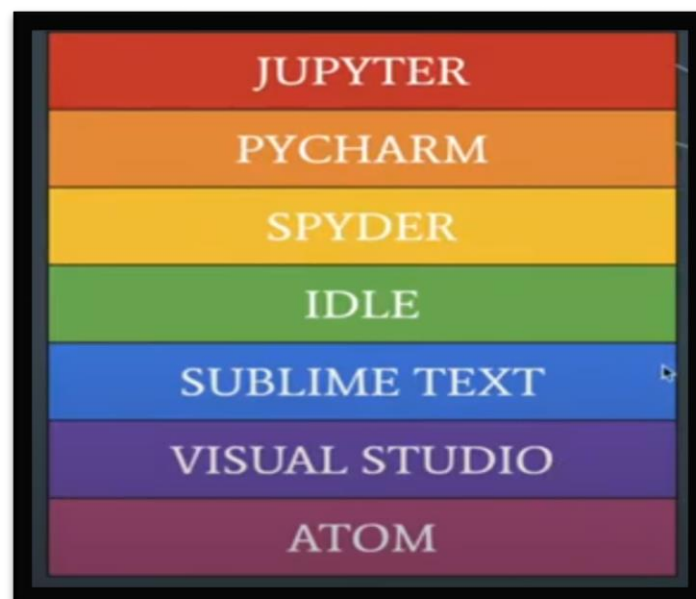 JUPYTER
PYCHARM
SPYDER
IDLE
SUBLIME TEXT
VISUAL STUDIO
ATOM